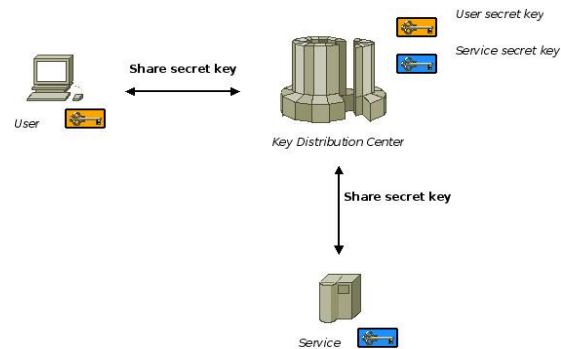 User secret key
Service secret key
Share secret key
User
Key Distribution Center
Share secret key
Service